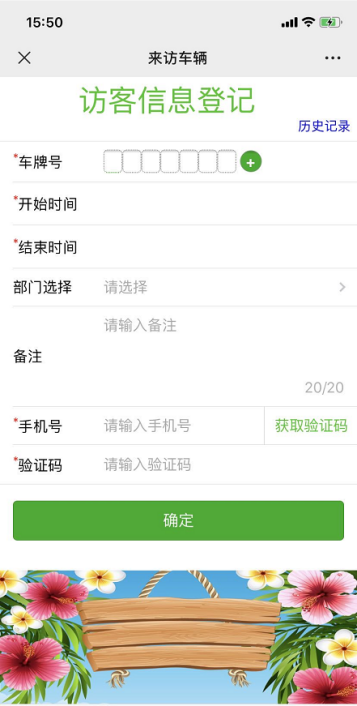 15:50
来访车辆
访客信息登记
历史记录
*车牌号
+
*开始时间
*结束时间
部门选择 请选择
请输入备注
备注
20/20
*手机号 请输入手机号 获取验证码
*验证码 请输入验证码
确定